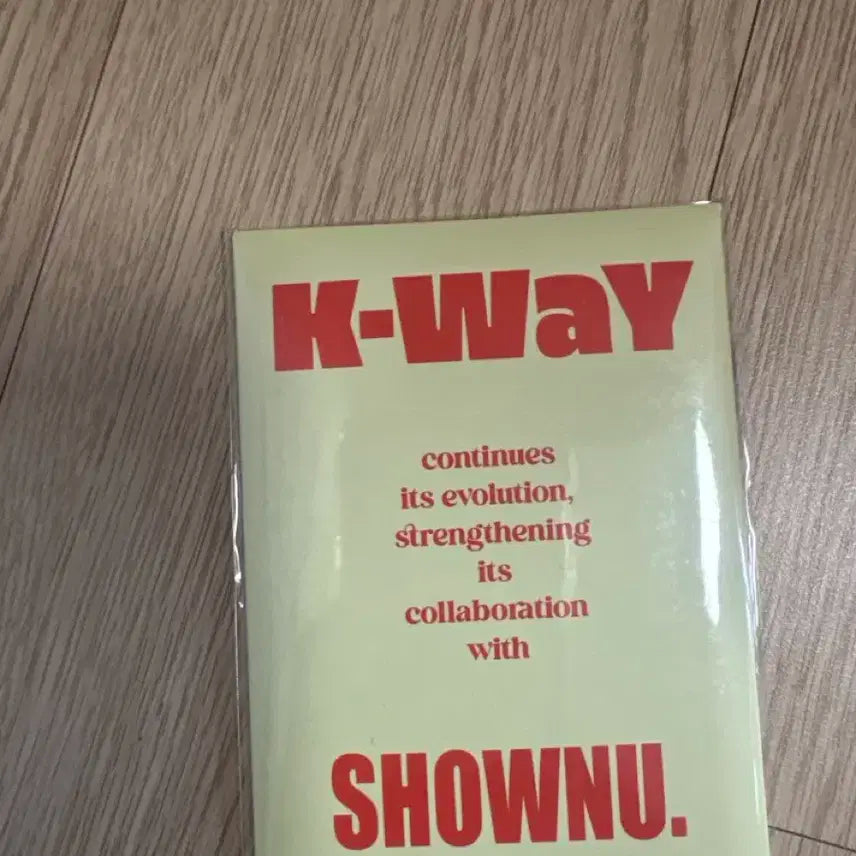 K-WaY
continues
its evolution,
strengthening
its
collaboration
with
SHOWNU.